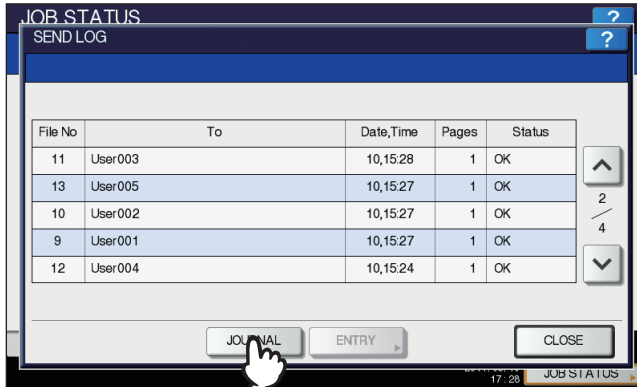 JOB STATUS ?
SEND LOG ?
File No To Date,Time Pages Status
11 User003 10,15:28 1 OK
13 User005 10,15:27 1 OK
10 User002 10,15:27 1 OK
9 User001 10,15:27 1 OK
12 User004 10,15:24 1 OK
2
4
JOURNAL ENTRY CLOSE
17:28 JOB STATUS